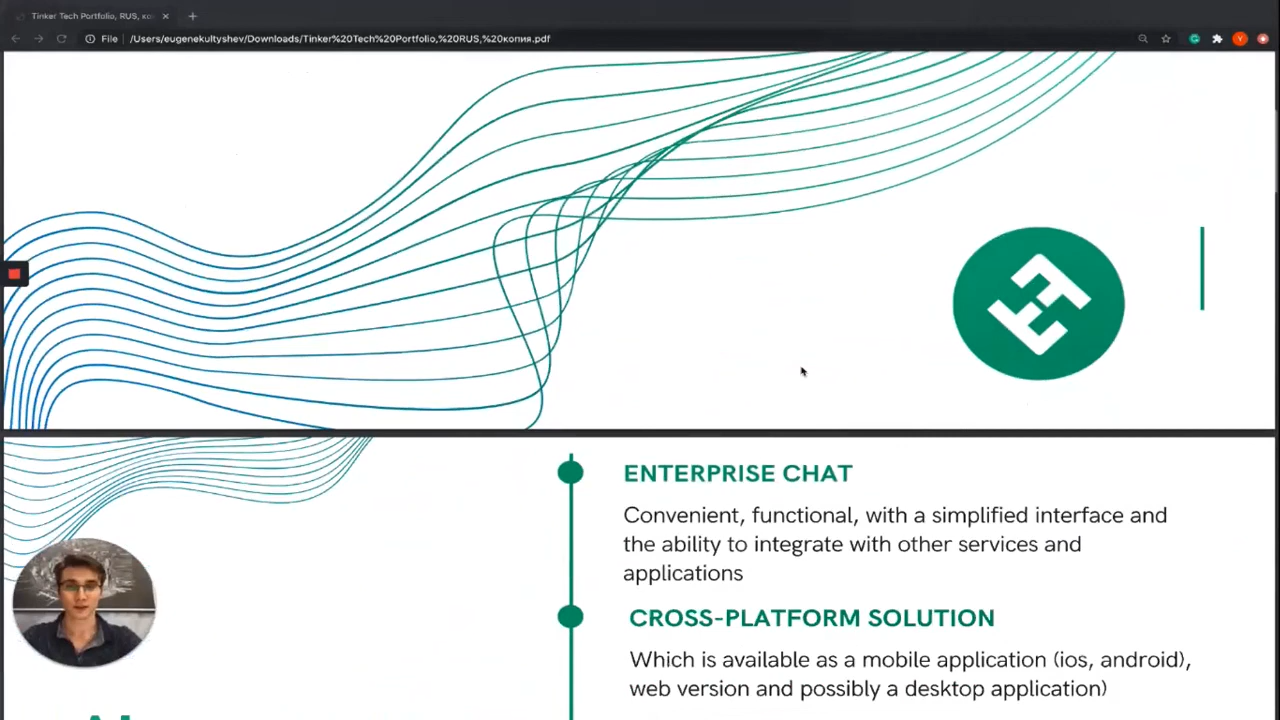 Tinker Tech Portfolio, RUS, ко
File
/Users/eugenekultyshev/Downloads/Tinker%20Tech%20Portfolio,%20RUS,%20копия.pdf
ENTERPRISE CHAT
Convenient, functional, with a simplified interface and
the ability to integrate with other services and
applications
CROSS-PLATFORM SOLUTION
Which is available as a mobile application (ios, android),
web version and possibly a desktop application)